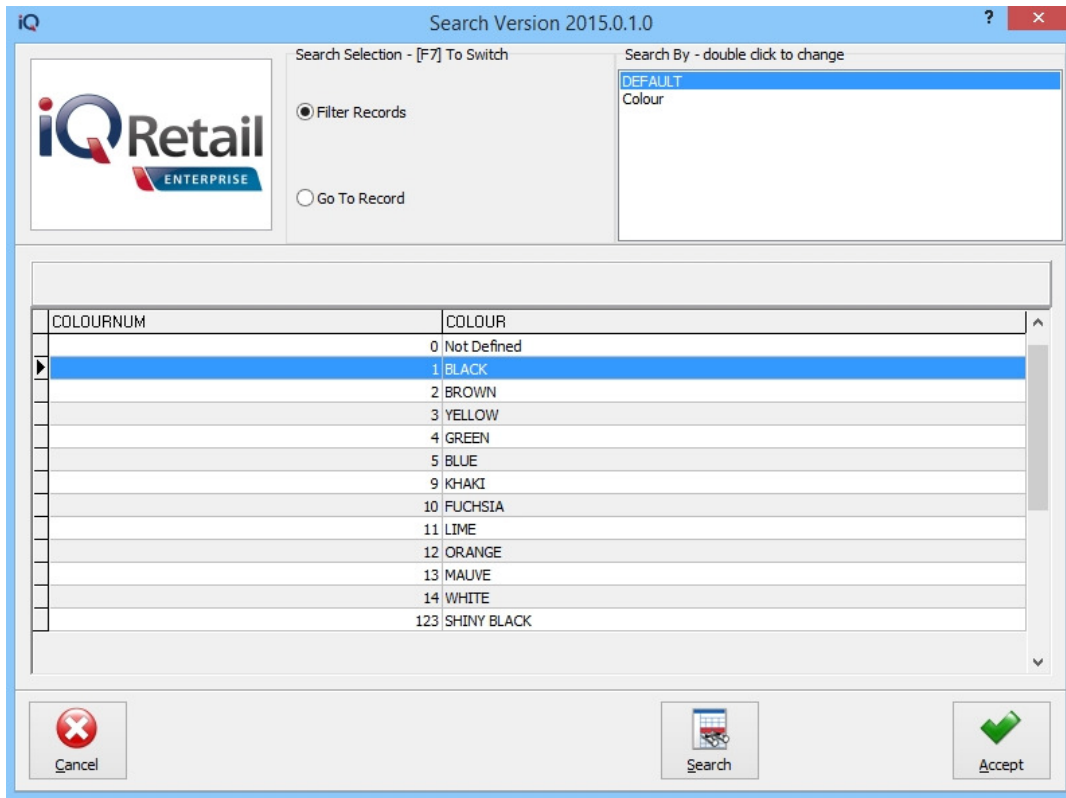 iQ Search Version 2015.0.1.0 ? ×
Search Selection - [F7] To Switch
Search By - double click to change
iQ Retail
ENTERPRISE
Filter Records
Go To Record
DEFAULT
Colour
COLOURNUM COLOUR
0 Not Defined
1 BLACK
2 BROWN
3 YELLOW
4 GREEN
5 BLUE
9 KHAKI
10 FUCHSIA
11 LIME
12 ORANGE
13 MAUVE
14 WHITE
123 SHINY BLACK
Cancel
Search
Accept